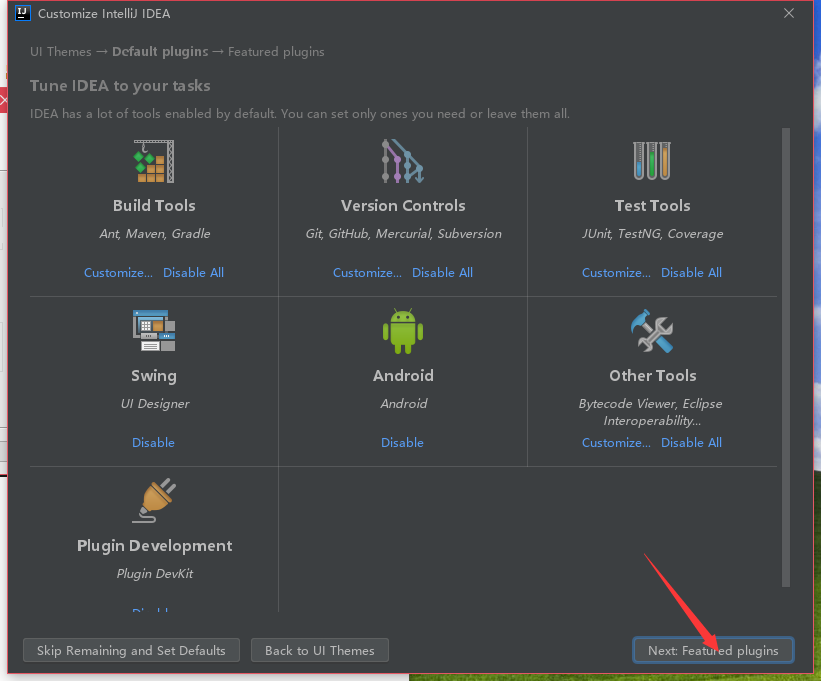 IJ
Customize IntelliJ IDEA
UI Themes → Default plugins → Featured plugins
Tune IDEA to your tasks
IDEA has a lot of tools enabled by default. You can set only ones you need or leave them all.
Build Tools
Ant, Maven, Gradle
Customize... Disable All
Version Controls
Git, GitHub, Mercurial, Subversion
Customize... Disable All
Test Tools
JUnit, TestNG, Coverage
Customize... Disable All
Swing
UI Designer
Disable
Android
Android
Disable
Other Tools
Bytecode Viewer, Eclipse
Interoperability...
Customize... Disable All
Plugin Development
Plugin DevKit
Disable
Skip Remaining and Set Defaults
Back to UI Themes
Next: Featured plugins